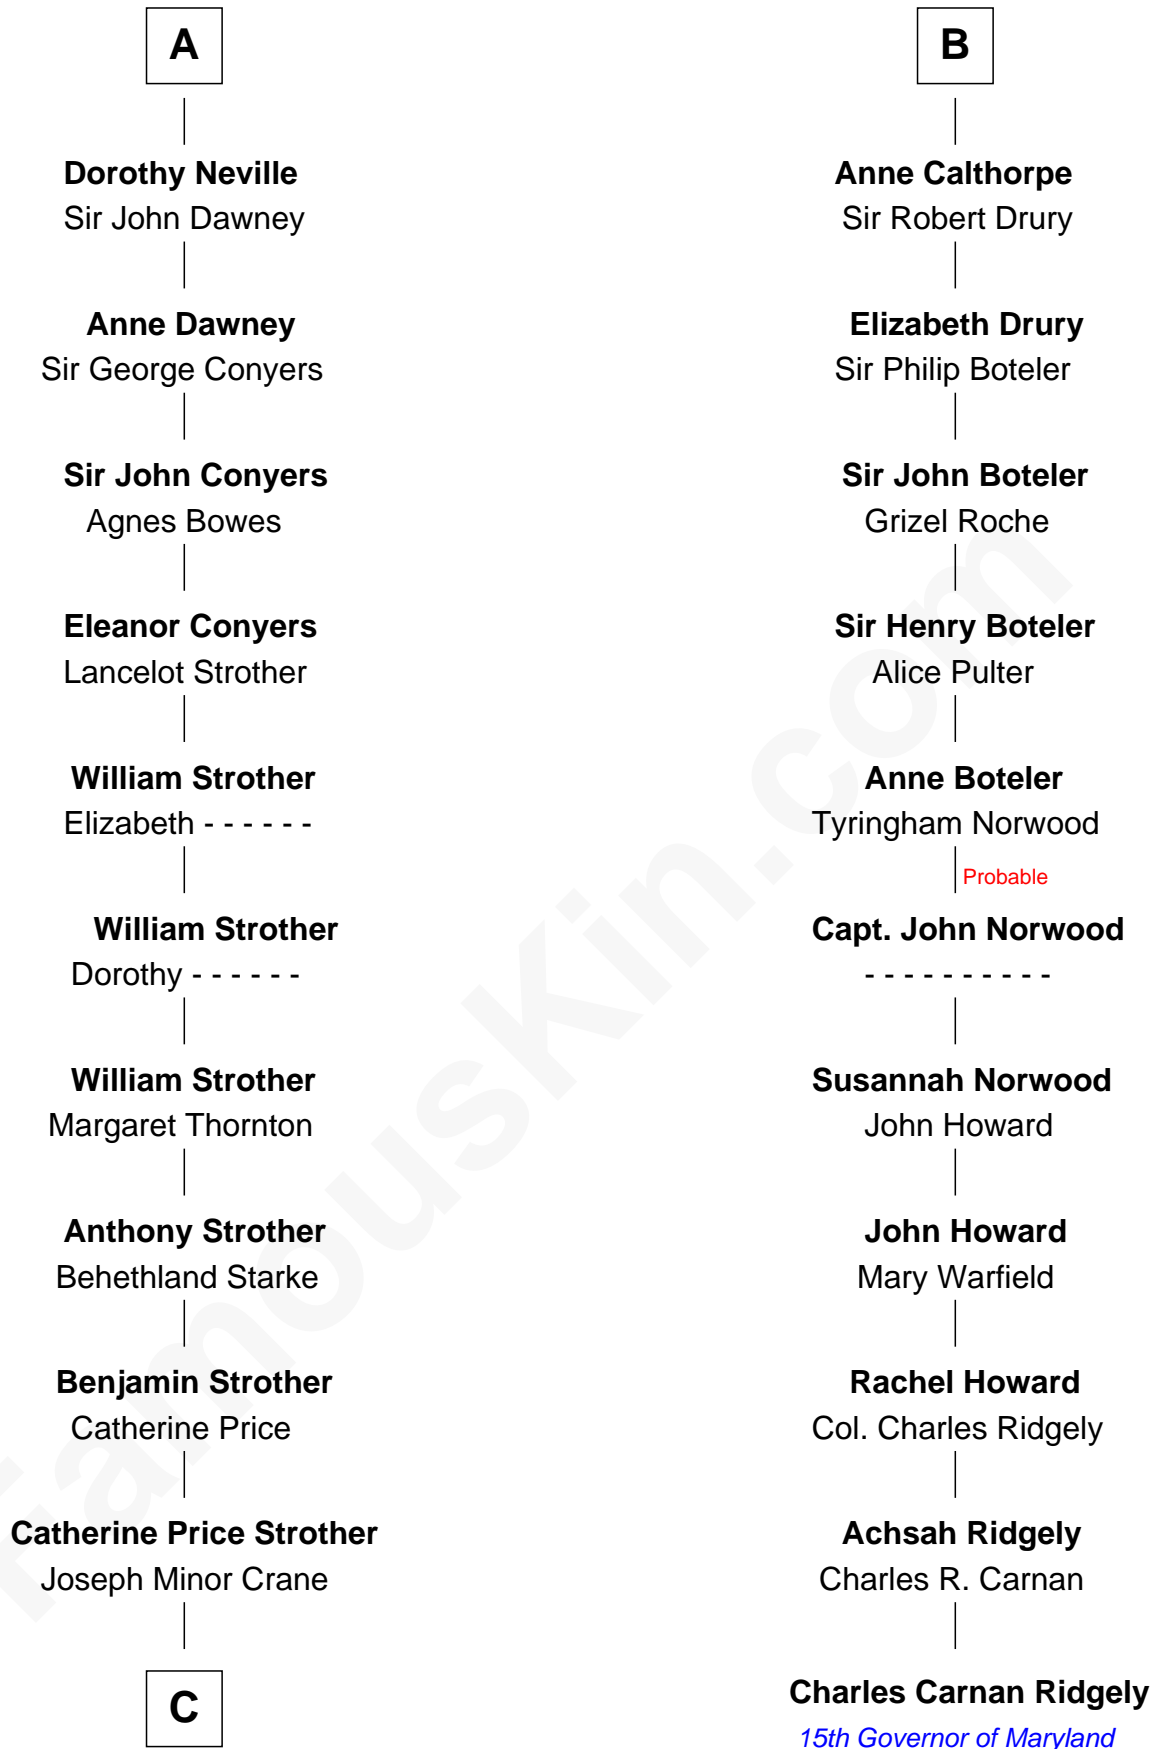 A
Dorothy Neville
Sir John Dawney
Anne Dawney
Sir George Conyers
Sir John Conyers
Agnes Bowes
Eleanor Conyers
Lancelot Strother
William Strother
Elizabeth - - - - - -
William Strother
Dorothy - - - - - -
William Strother
Margaret Thornton
Anthony Strother
Behethland Starke
Benjamin Strother
Catherine Price
Catherine Price Strother
Joseph Minor Crane
C
B
Anne Calthorpe
Sir Robert Drury
Elizabeth Drury
Sir Philip Boteler
Sir John Boteler
Grizel Roche
Sir Henry Boteler
Alice Pulter
Anne Boteler
Tyringham Norwood
Probable
Capt. John Norwood
- - - - - - - - - -
Susannah Norwood
John Howard
John Howard
Mary Warfield
Rachel Howard
Col. Charles Ridgely
Achsah Ridgely
Charles R. Carnan
Charles Carnan Ridgely
15th Governor of Maryland
FamousKin.com